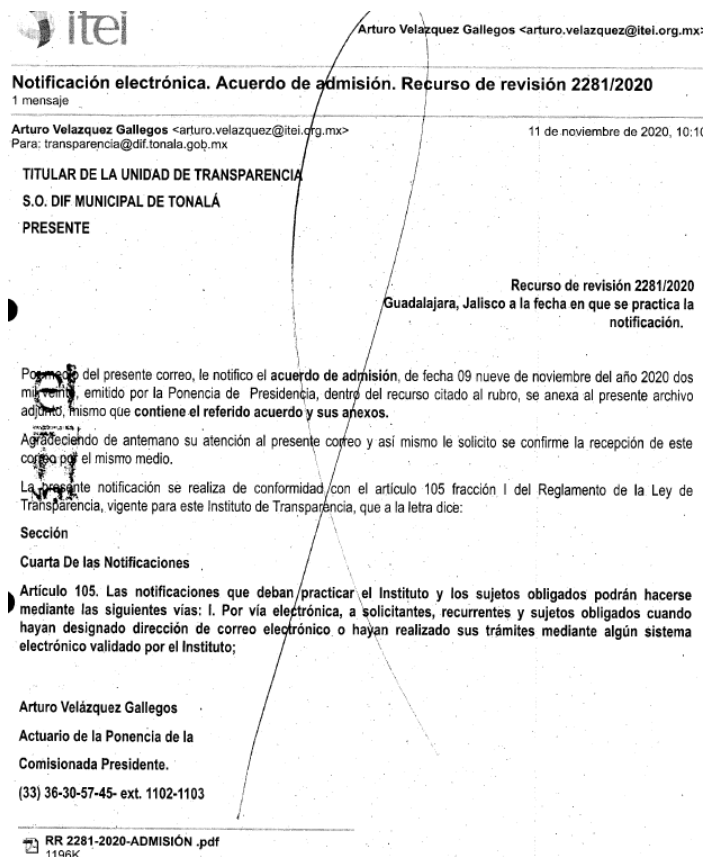 itei
Arturo Velazquez Gallegos <arturo.velazquez@itei.org.mx>
Notificación electrónica. Acuerdo de admisión. Recurso de revisión 2281/2020
1 mensaje
Arturo Velazquez Gallegos <arturo.velazquez@itei.org.mx>
11 de noviembre de 2020, 10:10
Para: transparencia@dif.tonala.gob.mx
TITULAR DE LA UNIDAD DE TRANSPARENCIA
S.O. DIF MUNICIPAL DE TONALÁ
PRESENTE
Recurso de revisión 2281/2020
Guadalajara, Jalisco a la fecha en que se practica la
notificación.
Por medio del presente correo, le notifico el acuerdo de admisión, de fecha 09 nueve de noviembre del año 2020 dos
mil veinte, emitido por la Ponencia de Presidencia, dentro del recurso citado al rubro, se anexa al presente archivo
adjunto, mismo que contiene el referido acuerdo y sus anexos.
Agradeciendo de antemano su atención al presente correo y así mismo le solicito se confirme la recepción de este
correo por el mismo medio.
La presente notificación se realiza de conformidad con el artículo 105 fracción I del Reglamento de la Ley de
Transparencia, vigente para este Instituto de Transparencia, que a la letra dice:
Sección
Cuarta De las Notificaciones
Artículo 105. Las notificaciones que deban practicar el Instituto y los sujetos obligados podrán hacerse
mediante las siguientes vías: I. Por vía electrónica, a solicitantes, recurrentes y sujetos obligados cuando
hayan designado dirección de correo electrónico o hayan realizado sus trámites mediante algún sistema
electrónico validado por el Instituto;
Arturo Velázquez Gallegos
Actuario de la Ponencia de la
Comisionada Presidente.
(33) 36-30-57-45- ext. 1102-1103
RR 2281-2020-ADMISIÓN .pdf
1196K